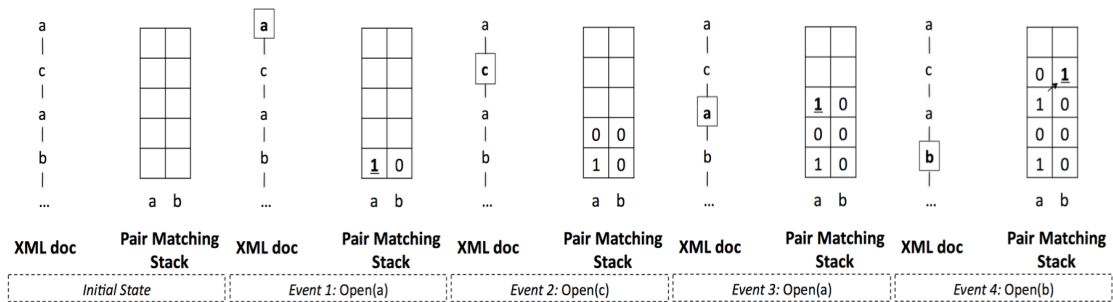 a
c
a
b
...
a b
XML doc
Pair Matching Stack
Initial State
a
c
a
b
...
1 0
a b
XML doc
Pair Matching Stack
Event 1: Open(a)
a
c
a
b
...
0 0
1 0
a b
XML doc
Pair Matching Stack
Event 2: Open(c)
a
c
a
b
...
1 0
0 0
1 0
a b
XML doc
Pair Matching Stack
Event 3: Open(a)
a
c
a
b
...
0 1
1 0
0 0
1 0
a b
XML doc
Pair Matching Stack
Event 4: Open(b)